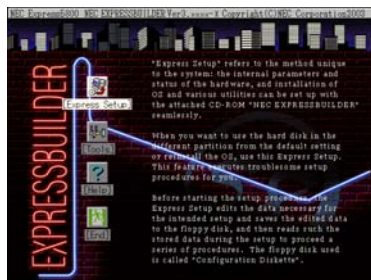 NEC Express5800 NEC EXPRESSBUILDER Ver3.xxxx-x Copyright(C)NEC Corporation2003
EXPRESSBUILDER
[Express Setup]
[Tools]
[Help]
[End]
"Express Setup" refers to the method unique
to the system: the internal parameters and
status of the hardware, and installation of
OS and various utilities can be set up with
the attached CD-ROM "NEC EXPRESSBUILDER"
seamlessly.
When you want to use the hard disk in the
different partition from the default setting
or reinstall the OS, use this Express Setup.
This feature executes troublesome setup
procedures for you.
Before starting the setup procedure, the
Express Setup edits the data necessary for
the intended setup and saves the edited data
to the floppy disk, and then reads such the
stored data during the setup to proceed a
series of procedures. The floppy disk used
is called "Configuration Diskette".